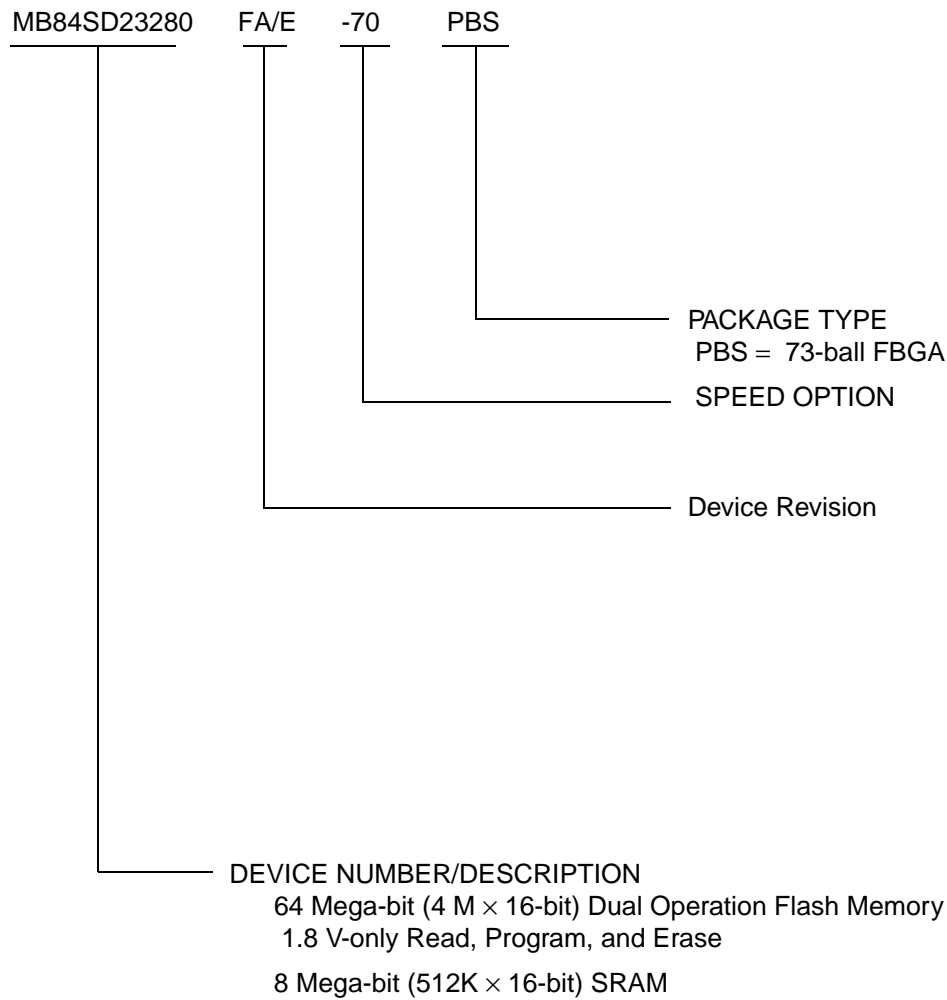 MB84SD23280 FA/E -70 PBS
PACKAGE TYPE
PBS = 73-ball FBGA
SPEED OPTION
Device Revision
DEVICE NUMBER/DESCRIPTION
64 Mega-bit (4 M × 16-bit) Dual Operation Flash Memory
1.8 V-only Read, Program, and Erase
8 Mega-bit (512K × 16-bit) SRAM